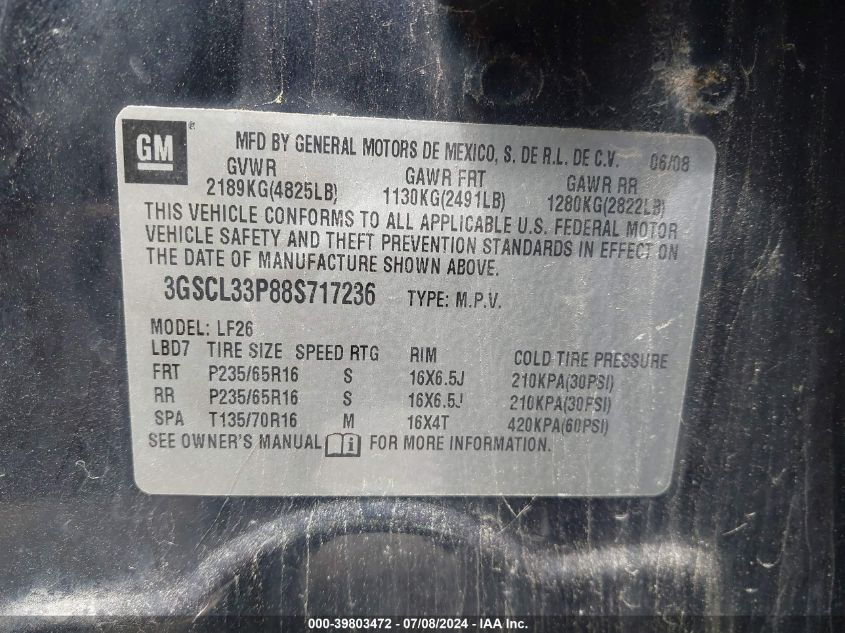 GM ® MFD BY GENERAL MOTORS DE MEXICO, S. DE R.L. DE C.V. 06/08
GVWR GAWR FRT GAWR RR
2189KG(4825LB) 1130KG(2491LB) 1280KG(2822LB)
THIS VEHICLE CONFORMS TO ALL APPLICABLE U.S. FEDERAL MOTOR
VEHICLE SAFETY AND THEFT PREVENTION STANDARDS IN EFFECT ON
THE DATE OF MANUFACTURE SHOWN ABOVE.
3GSCL33P88S717236 TYPE: M.P.V.
MODEL: LF26
LBD7 TIRE SIZE SPEED RTG RIM COLD TIRE PRESSURE
FRT P235/65R16 S 16X6.5J 210KPA(30PSI)
RR P235/65R16 S 16X6.5J 210KPA(30PSI)
SPA T135/70R16 M 16X4T 420KPA(60PSI)
SEE OWNER'S MANUAL FOR MORE INFORMATION.
000-39803472 - 07/08/2024 - IAA Inc.